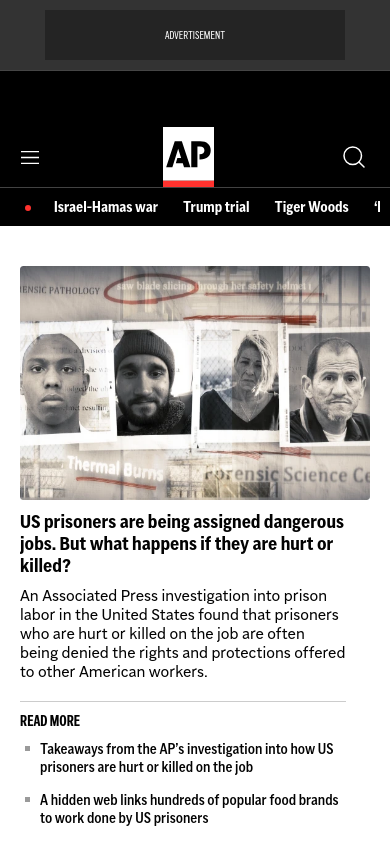 ADVERTISEMENT
AP
Israel-Hamas war Trump trial Tiger Woods
ENSIC PATHOLOGY
saw blade slicing through her safety helmet i
Thermal Burns
Forensic Science Ce
US prisoners are being assigned dangerous
jobs. But what happens if they are hurt or
killed?
An Associated Press investigation into prison
labor in the United States found that prisoners
who are hurt or killed on the job are often
being denied the rights and protections offered
to other American workers.
READ MORE
Takeaways from the AP’s investigation into how US
prisoners are hurt or killed on the job
A hidden web links hundreds of popular food brands
to work done by US prisoners